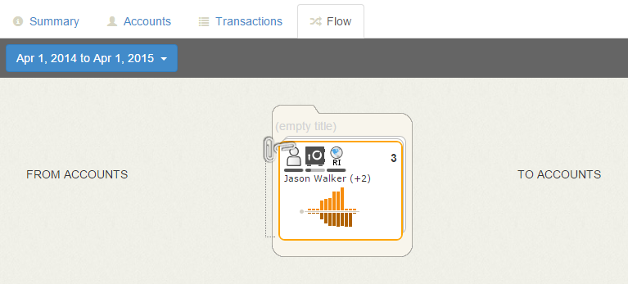 Summary Accounts Transactions Flow
Apr 1, 2014 to Apr 1, 2015
(empty title)
RI 3
Jason Walker (+2)
FROM ACCOUNTS TO ACCOUNTS